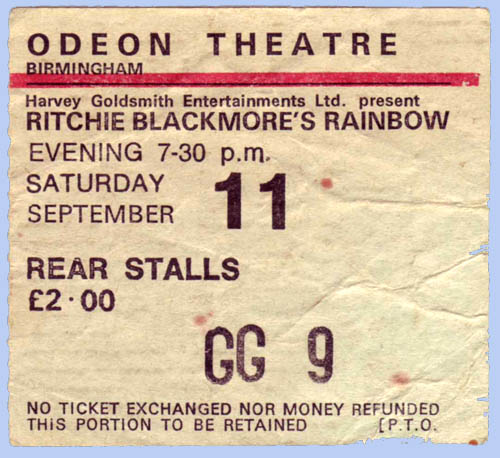 ODEON THEATRE
BIRMINGHAM
Harvey Goldsmith Entertainments Ltd. present
RITCHIE BLACKMORE'S RAINBOW
EVENING 7-30 p.m.
SATURDAY
SEPTEMBER 11
REAR STALLS
£2·00
GG 9
NO TICKET EXCHANGED NOR MONEY REFUNDED
THIS PORTION TO BE RETAINED [P.T.O.